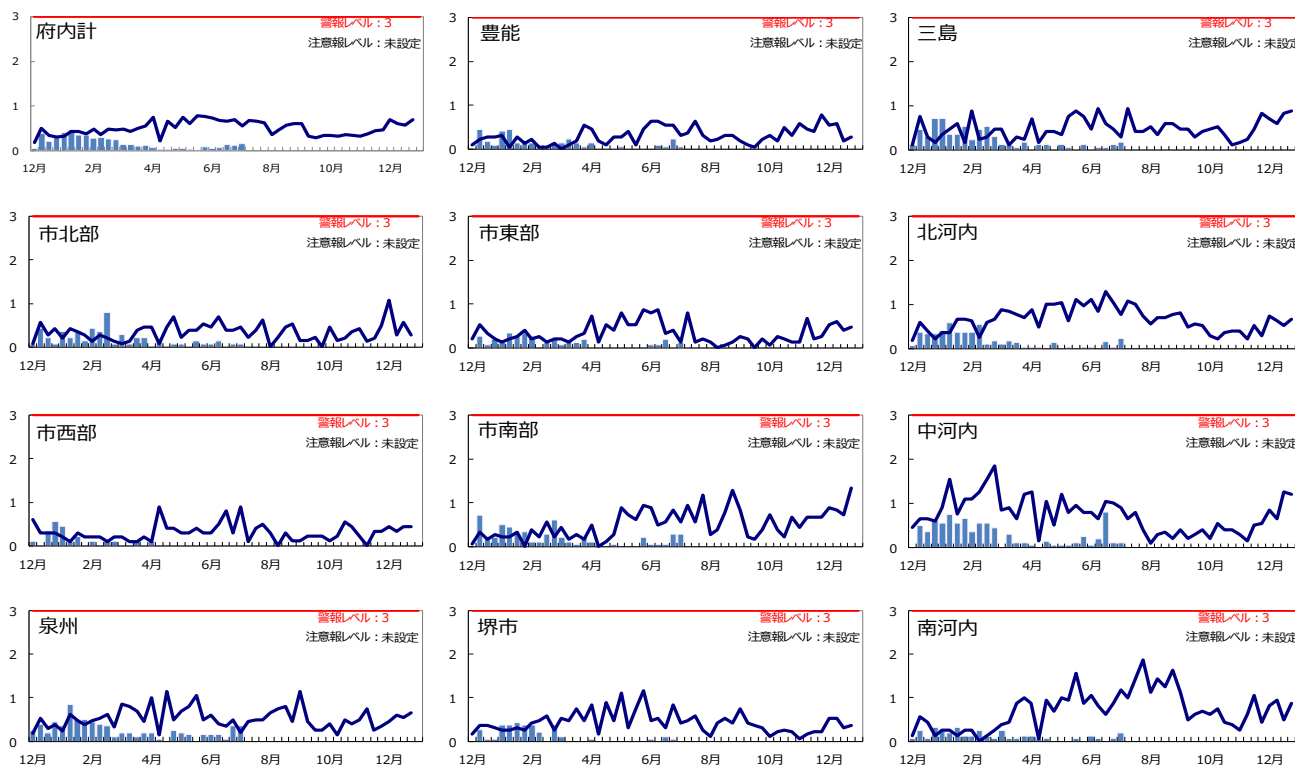 府内計
警報レベル：3
注意報レベル：未設定
3
2
1
0
12月 2月 4月 6月 8月 10月 12月
豊能
警報レベル：3
注意報レベル：未設定
3
2
1
0
12月 2月 4月 6月 8月 10月 12月
三島
警報レベル：3
注意報レベル：未設定
3
2
1
0
12月 2月 4月 6月 8月 10月 12月
市北部
警報レベル：3
注意報レベル：未設定
3
2
1
0
12月 2月 4月 6月 8月 10月 12月
市東部
警報レベル：3
注意報レベル：未設定
3
2
1
0
12月 2月 4月 6月 8月 10月 12月
北河内
警報レベル：3
注意報レベル：未設定
3
2
1
0
12月 2月 4月 6月 8月 10月 12月
市西部
警報レベル：3
注意報レベル：未設定
3
2
1
0
12月 2月 4月 6月 8月 10月 12月
市南部
警報レベル：3
注意報レベル：未設定
3
2
1
0
12月 2月 4月 6月 8月 10月 12月
中河内
警報レベル：3
注意報レベル：未設定
3
2
1
0
12月 2月 4月 6月 8月 10月 12月
泉州
警報レベル：3
注意報レベル：未設定
3
2
1
0
12月 2月 4月 6月 8月 10月 12月
堺市
警報レベル：3
注意報レベル：未設定
3
2
1
0
12月 2月 4月 6月 8月 10月 12月
南河内
警報レベル：3
注意報レベル：未設定
3
2
1
0
12月 2月 4月 6月 8月 10月 12月